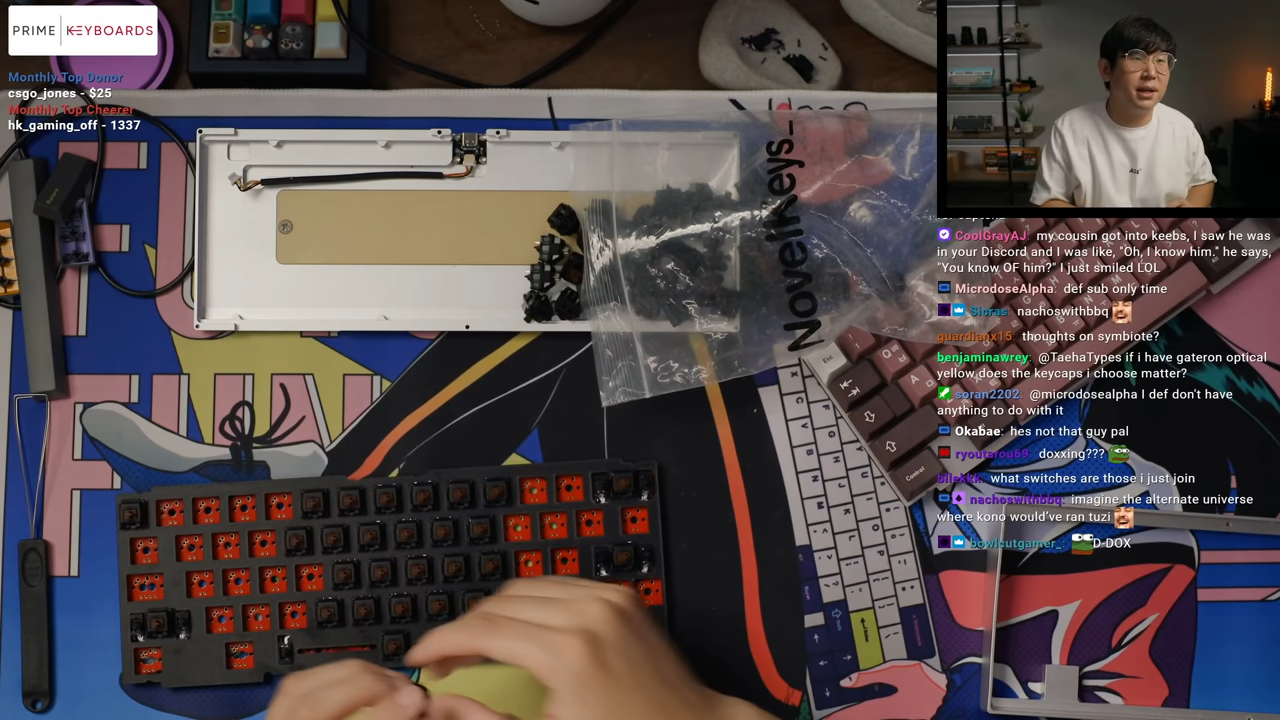 PRIME | KEYBOARDS
Monthly Top Donor
csgo_jones - $25
Monthly Top Cheerer
hk_gaming_off - 1337
NovelKeys_
Esc
Control
CoolGrayAJ: my cousin got into keebs, I saw he was
in your Discord and I was like, "Oh, I know him." he says,
"You know OF him?" I just smiled LOL
MicrodoseAlpha: def sub only time
Sicras nachoswithbbq
guardianx15: thoughts on symbiote?
benjaminawrey: @TaehaTypes if i have gateron optical
yellow,does the keycaps i choose matter?
soran2202 @microdosealpha I def don't have
anything to do with it
Okabae: hes not that guy pal
ryoutarou69: doxxing???
bilekkk: what switches are those i just join
nachoswithbbq: imagine the alternate universe
where kono would've ran tuzi
bowlcutgamer_: D-DOX